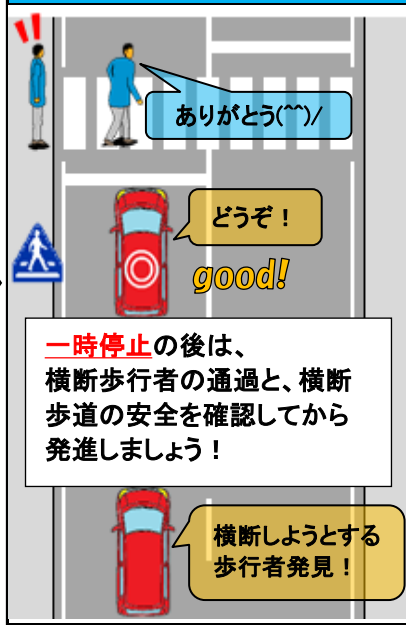 ありがとう(^^)/
どうぞ！
good!
一時停止の後は、
横断歩行者の通過と、横断
歩道の安全を確認してから
発進しましょう！
横断しようとする
歩行者発見！